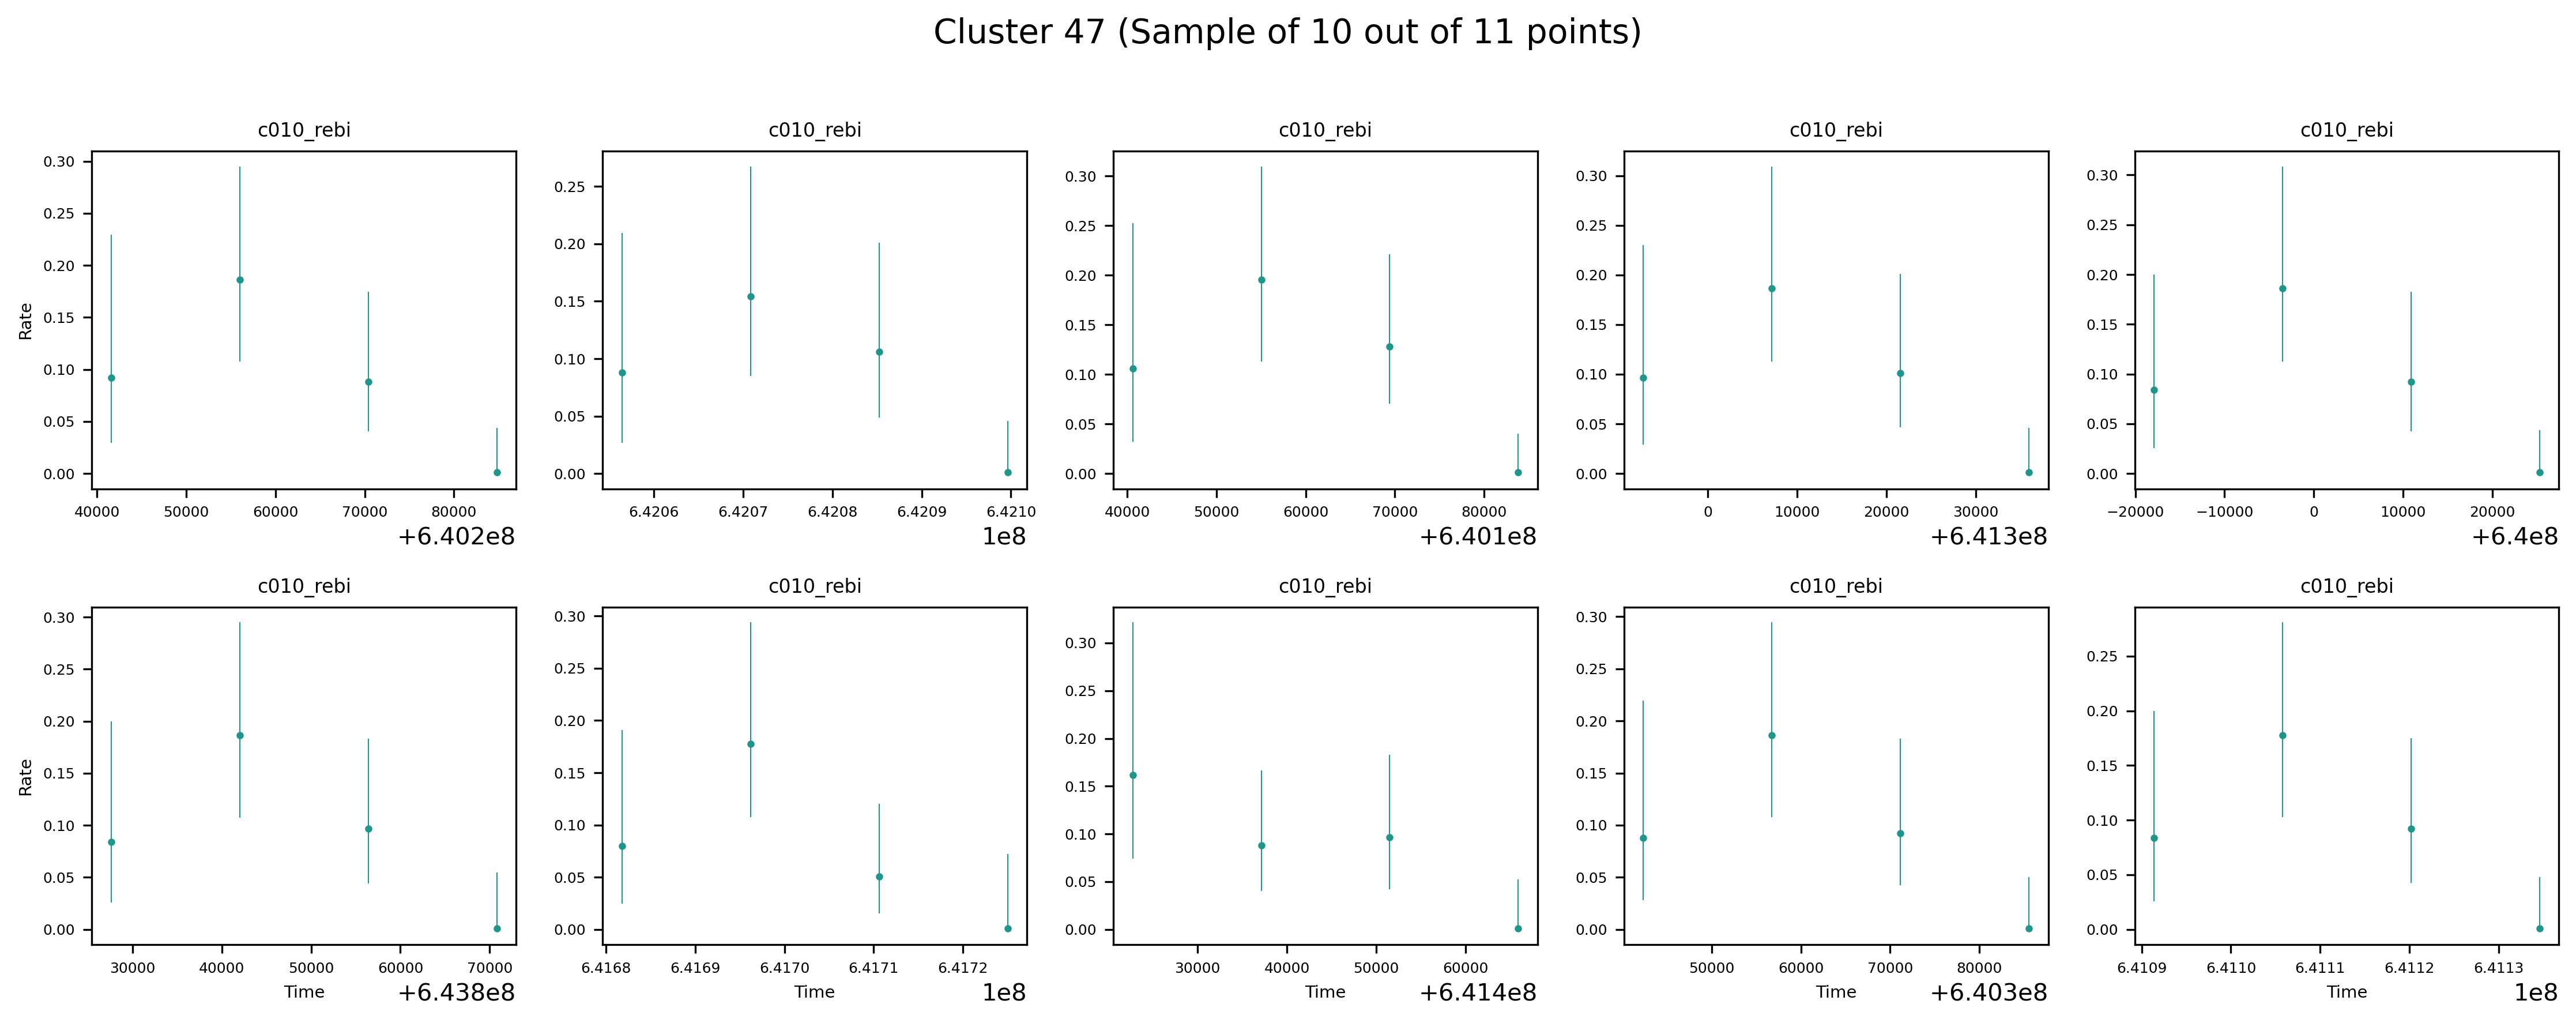 Cluster 47 (Sample of 10 out of 11 points)
c010_rebi c010_rebi c010_rebi c010_rebi c010_rebi
Rate
0.30
0.25
0.20
0.15
0.10
0.05
0.00
40000 50000 60000 70000 80000
+6.402e8
0.25
0.20
0.15
0.10
0.05
0.00
6.4206 6.4207 6.4208 6.4209 6.4210
1e8
0.30
0.25
0.20
0.15
0.10
0.05
0.00
40000 50000 60000 70000 80000
+6.401e8
0.30
0.25
0.20
0.15
0.10
0.05
0.00
0 10000 20000 30000
+6.413e8
0.30
0.25
0.20
0.15
0.10
0.05
0.00
−20000 −10000 0 10000 20000
+6.4e8
c010_rebi c010_rebi c010_rebi c010_rebi c010_rebi
Rate
0.30
0.25
0.20
0.15
0.10
0.05
0.00
30000 40000 50000 60000 70000
Time +6.438e8
0.30
0.25
0.20
0.15
0.10
0.05
0.00
6.4168 6.4169 6.4170 6.4171 6.4172
Time 1e8
0.30
0.25
0.20
0.15
0.10
0.05
0.00
30000 40000 50000 60000
Time +6.414e8
0.30
0.25
0.20
0.15
0.10
0.05
0.00
50000 60000 70000 80000
Time +6.403e8
0.25
0.20
0.15
0.10
0.05
0.00
6.4109 6.4110 6.4111 6.4112 6.4113
Time 1e8